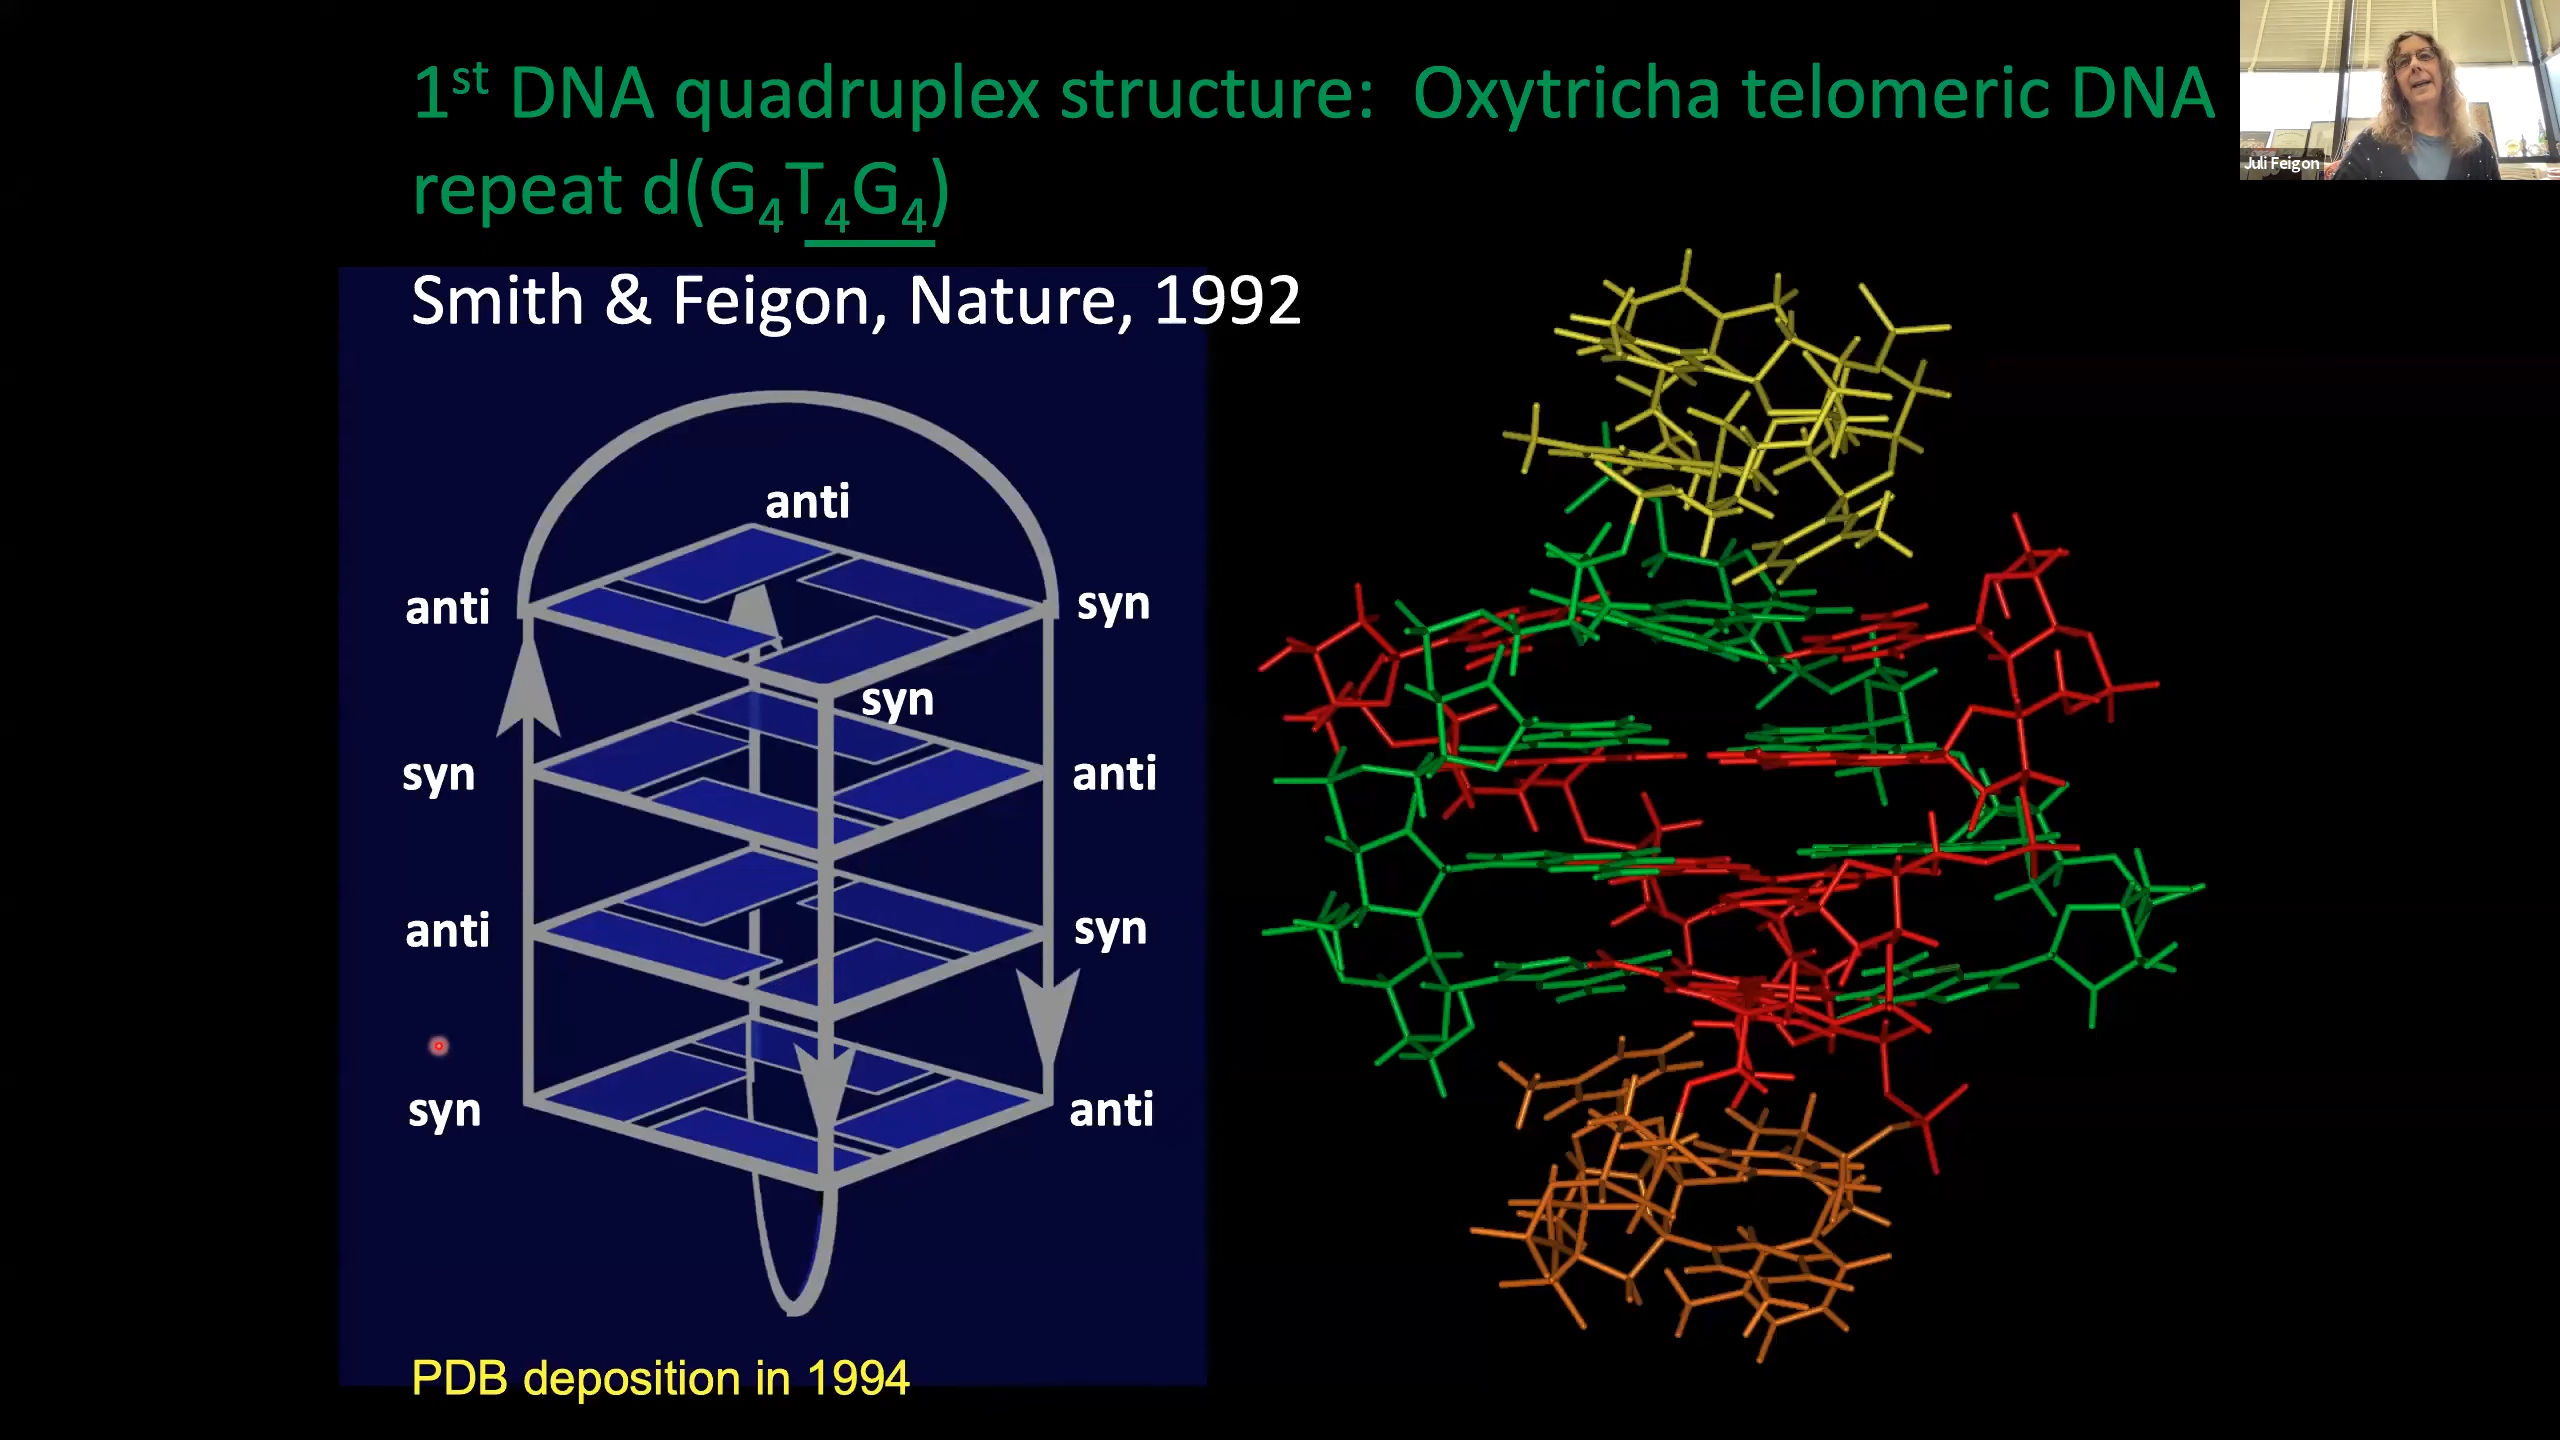 1st DNA quadruplex structure: Oxytricha telomeric DNA
repeat d(G4T4G4)
Smith & Feigon, Nature, 1992
anti
anti
syn
syn
syn
anti
anti
syn
syn
anti
PDB deposition in 1994
Juli Feigon